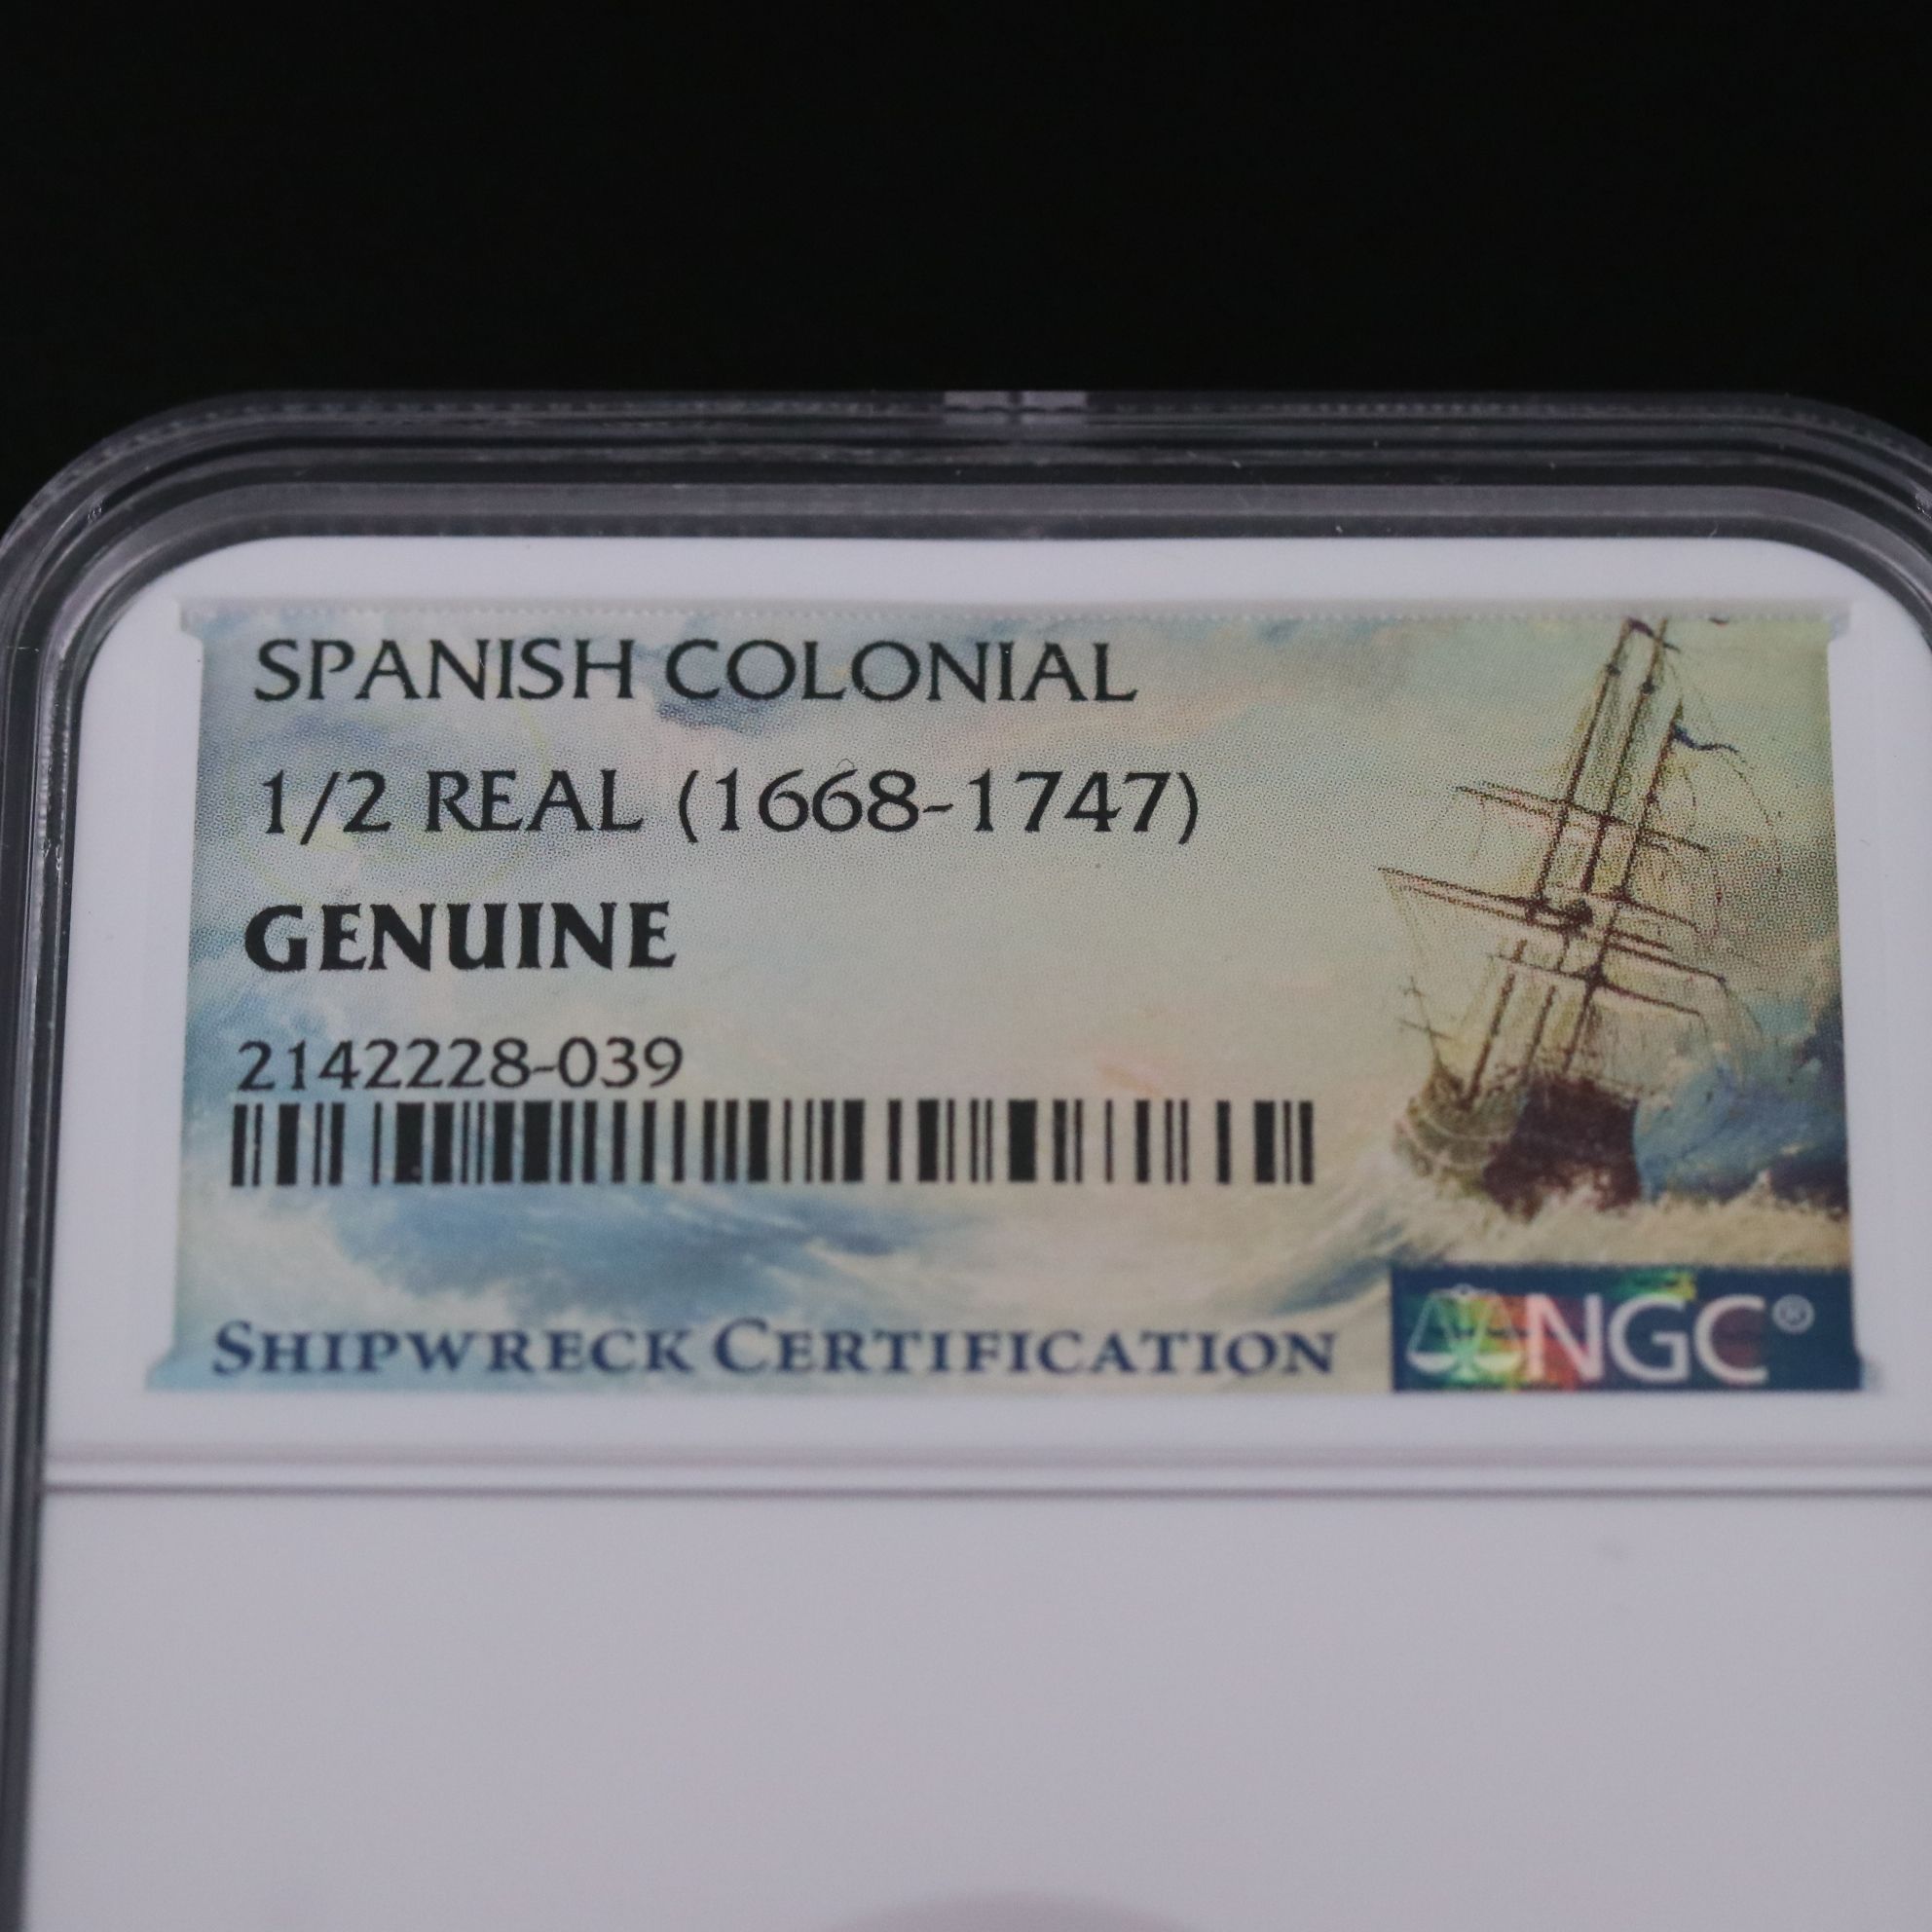 SPANISH COLONIAL
1/2 REAL (1668-1747)
GENUINE
2142228-039
SHIPWRECK CERTIFICATION
NGC®